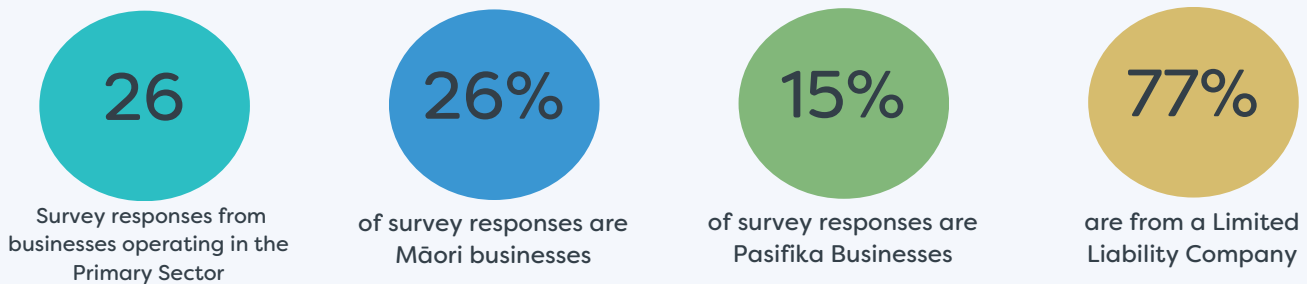 26
Survey responses from
businesses operating in the
Primary Sector
26%
of survey responses are
Māori businesses
15%
of survey responses are
Pasifika Businesses
77%
are from a Limited
Liability Company